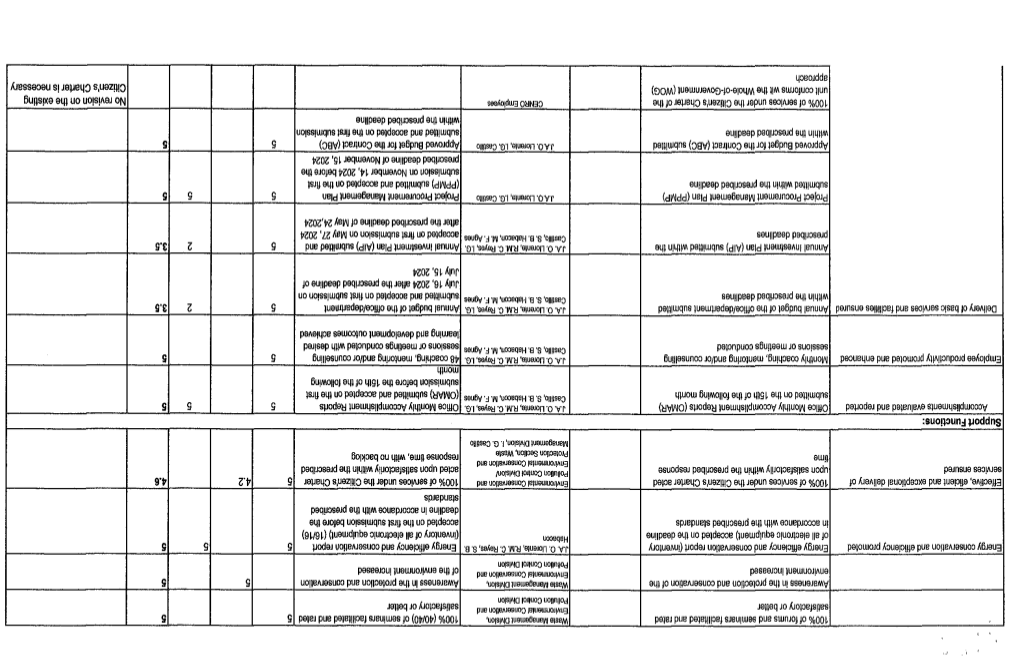 100% of forums and seminars facilitated and rated
satisfactory or better
Waste Management Division,
Environmental Conservation and
Pollution Control Division
100% (40/40) of seminars facilitated and rated
satisfactory or better
5
5
Awareness in the protection and conservation of the
environment increased
Waste Management Division,
Environmental Conservation and
Pollution Control Division
Awareness in the protection and conservation
of the environment increased
5
5
Energy conservation and efficiency promoted
Energy efficiency and conservation report (inventory
of all electronic equipment) accepted on the deadline
in accordance with the prescribed standards
J.A. O. Llorente, R.M. C. Reyes, S. B.
Habacon
Energy efficiency and conservation report
(inventory of all electronic equipment) (16/16)
accepted on the first submission before the
deadline in accordance with the prescribed
standards
5
5
5
Effective, eficient and exceptional delivery of
services ensured
100% of services under the Citizen's Charter acted
upon satisfactorily within the prescribed response
time
Environmental Conservation and
Pollution Control Division/
Environmental Conservation and
Protection Section, Waste
Management Division, I. G. Castillo
100% of services under the Citizen's Charter
acted upon satisfactorily within the prescribed
response time, with no backlog
5
4.2
4.6
Support Functions:
Accomplishments evaluated and reported
Office Monthly Accomplishment Reports (OMAR)
submitted on the 15th of the following month
J.A. O. Llorente, R.M. C. Reyes, I.G.
Castillo, S. B. Habacon, M. F. Agnes
Office Monthly Accomplishment Reports
(OMAR) submitted and accepted on the first
submission before the 15th of the following
month
5
5
5
Employee productivity promoted and enhanced
Monthly coaching, mentoring and/or counselling
sessions or meetings conducted
J.A. O. Llorente, R.M. C. Reyes, I.G.
Castillo, S. B. Habacon, M. F. Agnes
48 coaching, mentoring and/or counselling
sessions or meetings conducted with desired
learning and development outcomes achieved
5
5
Delivery of basic services and facilities ensured
Annual budget of the office/department submitted
within the prescribed deadlines
J.A. O. Llorente, R.M. C. Reyes, I.G.
Castillo, S. B. Habacon, M. F. Agnes
Annual budget of the office/department
submitted and accepted on first submission on
July 16, 2024 after the prescribed deadline of
July 15, 2024
5
2
3.5
Annual Investment Plan (AIP) submitted within the
prescribed deadlines
J.A. O. Llorente, R.M. C. Reyes, I.G.
Castillo, S. B. Habacon, M. F. Agnes
Annual Investment Plan (AIP) submitted and
accepted on first submission on May 27, 2024
after the prescribed deadline of May 24,2024
5
2
3.5
Project Procurement Management Plan (PPMP)
submitted within the prescribed deadline
J.A.O. Llorente, I.G. Castillo
Project Procurement Management Plan
(PPMP) submitted and accepted on the first
submission on November 14, 2024 before the
prescribed deadline of November 15, 2024
5
5
5
Approved Budget for the Contract (ABC) submitted
within the prescribed deadline
J.A.O. Llorente, I.G. Castillo
Approved Budget for the Contract (ABC)
submitted and accepted on the first submission
within the prescribed deadline
5
5
100% of services under the Citizen's Charter of the
unit conforms wit the Whole-of-Government (WOG)
approach
CENRO Employees
No revision on the existing
Citizen's Charter is necessary